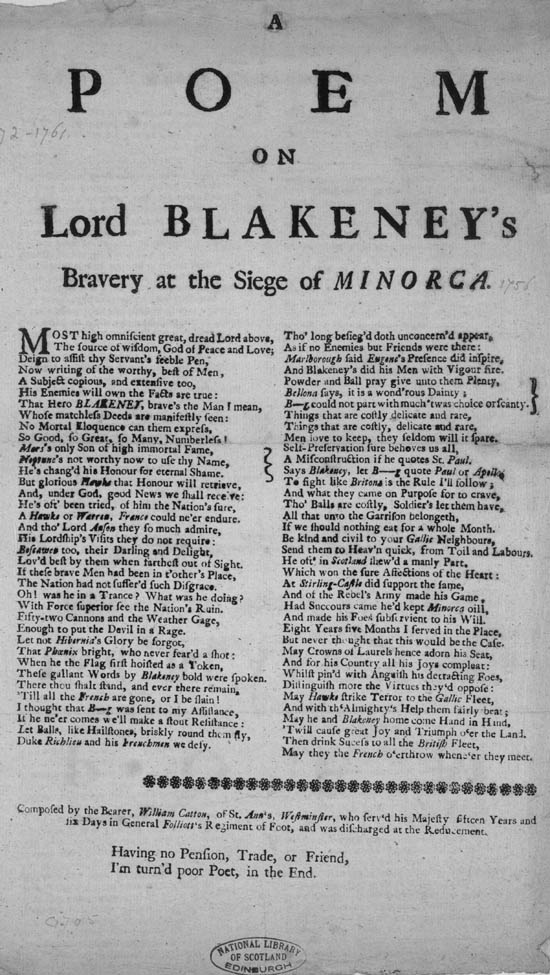 A
POEM
ON
Lord BLAKENEY's
Bravery at the Siege of MINORCA.
1756
72-1761
MOST high omniſcient great, dread Lord above,
The ſource of wiſdom, God of Peace and Love;
Deign to aſſiſt thy Servant's feeble Pen,
Now writing of the worthy, beſt of Men,
A Subject copious, and extenſive too,
His Enemies will own the Facts are true:
That Hero BLAKENEY, brave's the Man I mean,
Whoſe matchleſs Deeds are manifeſtly ſeen:
No Mortal Eloquence can them expreſs,
So Good, ſo Great, ſo Many, Numberleſs!
Mars's only Son of high immortal Fame,
Neptune's not worthy now to uſe thy Name,
He's chang'd his Honour for eternal Shame.
But glorious Hawke that Honour will retrieve,
And, under God, good News we ſhall receive:
He's oft' been tried, of him the Nation's ſure,
A Hawke or Warren, France could ne'er endure.
And tho' Lord Anſon they ſo much admire,
His Lordſhip's Viſits they do not require:
Boſcawen too, their Darling and Delight,
Lov'd beſt by them when fartheſt out of Sight.
If theſe brave Men had been in t'other's Place,
The Nation had not ſuffer'd ſuch Diſgrace.
Oh! was he in a Trance? What was he doing?
With Force ſuperior ſee the Nation's Ruin.
Fifty-two Cannons and the Weather Gage,
Enough to put the Devil in a Rage.
Let not Hibernia's Glory be forgot,
That Phœnix bright, who never fear'd a ſhot:
When he the Flag firſt hoiſted as a Token,
Theſe gallant Words by Blakeney bold were ſpoken.
There thou ſhalt ſtand, and ever there remain,
'Till all the French are gone, or I be ſlain!
I thought that B--g was ſent to my Aſſiſtance,
If he ne'er comes we'll make a ſtout Reſiſtance:
Let Balls, like Hailſtones, briskly round them fly,
Duke Richlieu and his Frenchmen we defy.
Tho' long beſieg'd doth unconcern'd appear,
As if no Enemies but Friends were there:
Marlborough ſaid Eugene's Preſence did inſpire,
And Blakeney's did his Men with Vigour fire.
Powder and Ball pray give unto them Plenty,
Bellona ſays, it is a wond'rous Dainty;
B--g could not part with much 'twas choice or ſcanty.
Things that are coſtly delicate and rare,
Things that are coſtly, delicate and rare,
Men love to keep, they ſeldom will it ſpare.
Self-Preſervation ſure behoves us all,
A Miſconſtruction if he quotes St. Paul.
Says Blakeney, let B--g quote Paul or Apollo,
To fight like Britons is the Rule I'll follow;
And what they came on Purpoſe for to crave,
Tho' Balls are coſtly, Soldier's let them have,
All that unto the Garriſon belongeth,
If we ſhould nothing eat for a whole Month.
Be kind and civil to your Gallic Neighbours,
Send them to Heav'n quick, from Toil and Labours.
He oft' in Scotland ſhew'd a manly Part,
Which won the ſure Affections of the Heart:
At Stirling-Caſtle did ſupport the ſame,
And of the Rebel's Army made his Game,
Had Succours came he'd kept Minorca ſtill,
And made his Foes ſubſervient to his Will.
Eight Years five Months I ſerved in the Place,
But never thought that this would be the Caſe.
May Crowns of Laurels hence adorn his Seat,
And for his Country all his Joys compleat:
Whilſt pin'd with Anguiſh his detracting Foes,
Diſtinguiſh more the Virtues they'd oppoſe:
May Hawke ſtrike Terror to the Gallic Fleet,
And with th'Almighty's Help them fairly beat;
May he and Blakeney home come Hand in Hand,
'Twill cauſe great Joy and Triumph o'er the Land.
Then drink Suceſs to all the Britiſh Fleet,
May they the French o'erthrow whene'er they meet.
Compoſed by the Bearer, William Catton, of St. Ann's, Weſtminſter, who ſerv'd his Majeſty fifteen Years and
ſix Days in General Folliott's Regiment of Foot, and was diſcharged at the Reducement.
Having no Penſion, Trade, or Friend,
I'm turn'd poor Poet, in the End.
NATIONAL LIBRARY
OF SCOTLAND
EDINBURGH